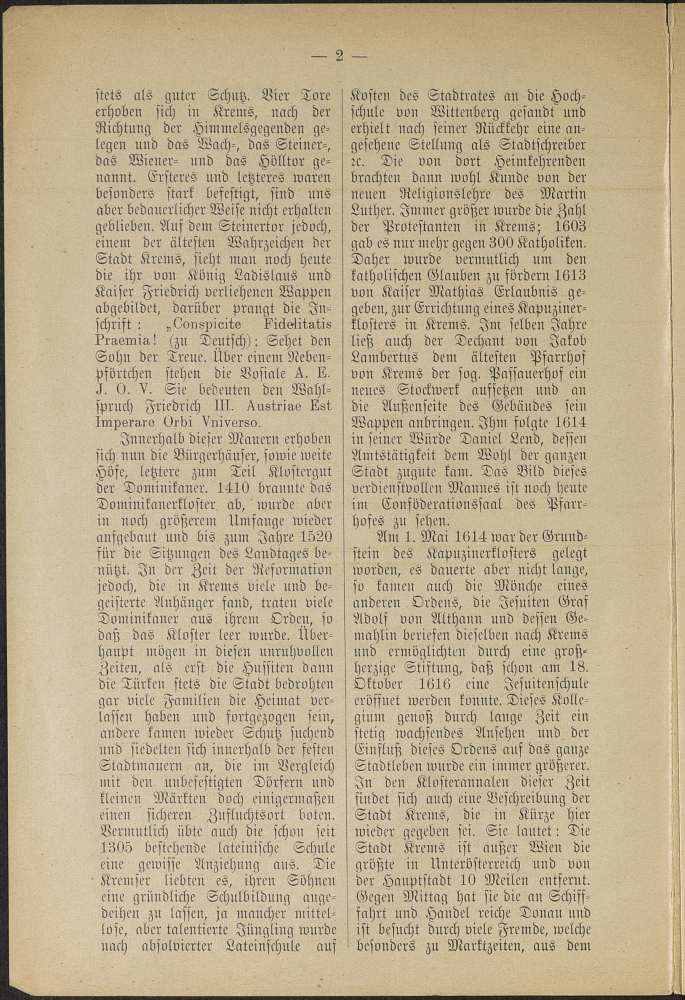 — 2 —
stets als guter Schutz. Vier Tore
erhoben sich in Krems, nach der
Richtung der Himmelsgegenden ge-
legen und das Wach-, das Steiner-,
das Wiener- und das Hölltor ge-
nannt. Ersteres und letzteres waren
besonders stark befestigt, sind uns
aber bedauerlicher Weise nicht erhalten
geblieben. Auf dem Steinertor jedoch,
einem der ältesten Wahrzeichen der
Stadt Krems, sieht man noch heute
die ihr von König Ladislaus und
Kaiser Friedrich verliehenen Wappen
abgebildet, darüber prangt die In-
schrift : „Conspicite Fidelitatis
Praemia! (zu Deutsch): Sehet den
Sohn der Treue. Über einem Neben-
pförtchen stehen die Vosiale A. E.
J. O. V. Sie bedeuten den Wahl-
spruch Friedrich III. Austriae Est
Imperare Orbi Vniverso.
Innerhalb dieser Mauern erhoben
sich nun die Bürgerhäuser, sowie weite
Höfe, letztere zum Teil Klostergut
der Dominikaner. 1410 brannte das
Dominikanerkloster ab, wurde aber
in noch größerem Umfange wieder
aufgebaut und bis zum Jahre 1520
für die Sitzungen des Landtages be-
nützt. In der Zeit der Reformation
jedoch, die in Krems viele und be-
geisterte Anhänger fand, traten viele
Dominikaner aus ihrem Orden, so
daß das Kloster leer wurde. Über-
haupt mögen in diesen unruhvollen
Zeiten, als erst die Hussiten dann
die Türken stets die Stadt bedrohten
gar viele Familien die Heimat ver-
lassen haben und fortgezogen sein,
andere kamen wieder Schutz suchend
und siedelten sich innerhalb der festen
Stadtmauern an, die im Vergleich
mit den unbefestigten Dörfern und
kleinen Märkten doch einigermaßen
einen sicheren Zufluchtsort boten.
Vermutlich übte auch die schon seit
1305 bestehende lateinische Schule
eine gewisse Anziehung aus. Die
Kremser liebten es, ihren Söhnen
eine gründliche Schulbildung ange-
deihen zu lassen, ja mancher mittel-
lose, aber talentierte Jüngling wurde
nach absolvierter Lateinschule auf
Kosten des Stadtrates an die Hoch-
schule von Wittenberg gesandt und
erhielt nach seiner Rückkehr eine an-
gesehene Stellung als Stadtschreiber
ꝛc. Die von dort Heimkehrenden
brachten dann wohl Kunde von der
neuen Religionslehre des Martin
Luther. Immer größer wurde die Zahl
der Protestanten in Krems; 1603
gab es nur mehr gegen 300 Katholiken.
Daher wurde vermutlich um den
katholischen Glauben zu fördern 1613
von Kaiser Mathias Erlaubnis ge-
geben, zur Errichtung eines Kapuziner-
klosters in Krems. Im selben Jahre
ließ auch der Dechant von Jakob
Lambertus dem ältesten Pfarrhof
von Krems der sog. Passauerhof ein
neues Stockwerk aufsetzen und an
die Außenseite des Gebäudes sein
Wappen anbringen. Ihm folgte 1614
in seiner Würde Daniel Lend, dessen
Amtstätigkeit dem Wohl der ganzen
Stadt zugute kam. Das Bild dieses
verdienstvollen Mannes ist noch heute
im Conföderationssaal des Pfarr-
hofes zu sehen.
Am 1. Mai 1614 war der Grund-
stein des Kapuzinerklosters gelegt
worden, es dauerte aber nicht lange,
so kamen auch die Mönche eines
anderen Ordens, die Jesuiten Graf
Adolf von Althann und dessen Ge-
mahlin beriefen dieselben nach Krems
und ermöglichten durch eine groß-
herzige Stiftung, daß schon am 18.
Oktober 1616 eine Jesuitenschule
eröffnet werden konnte. Dieses Kolle-
gium genoß durch lange Zeit ein
stetig wachsendes Ansehen und der
Einfluß dieses Ordens auf das ganze
Stadtleben wurde ein immer größerer.
In den Klosterannalen dieser Zeit
findet sich auch eine Beschreibung der
Stadt Krems, die in Kürze hier
wieder gegeben sei. Sie lautet : Die
Stadt Krems ist außer Wien die
größte in Unterösterreich und von
der Hauptstadt 10 Meilen entfernt.
Gegen Mittag hat sie die an Schiff-
fahrt und Handel reiche Donau und
ist besucht durch viele Fremde, welche
besonders zu Marktzeiten, aus dem